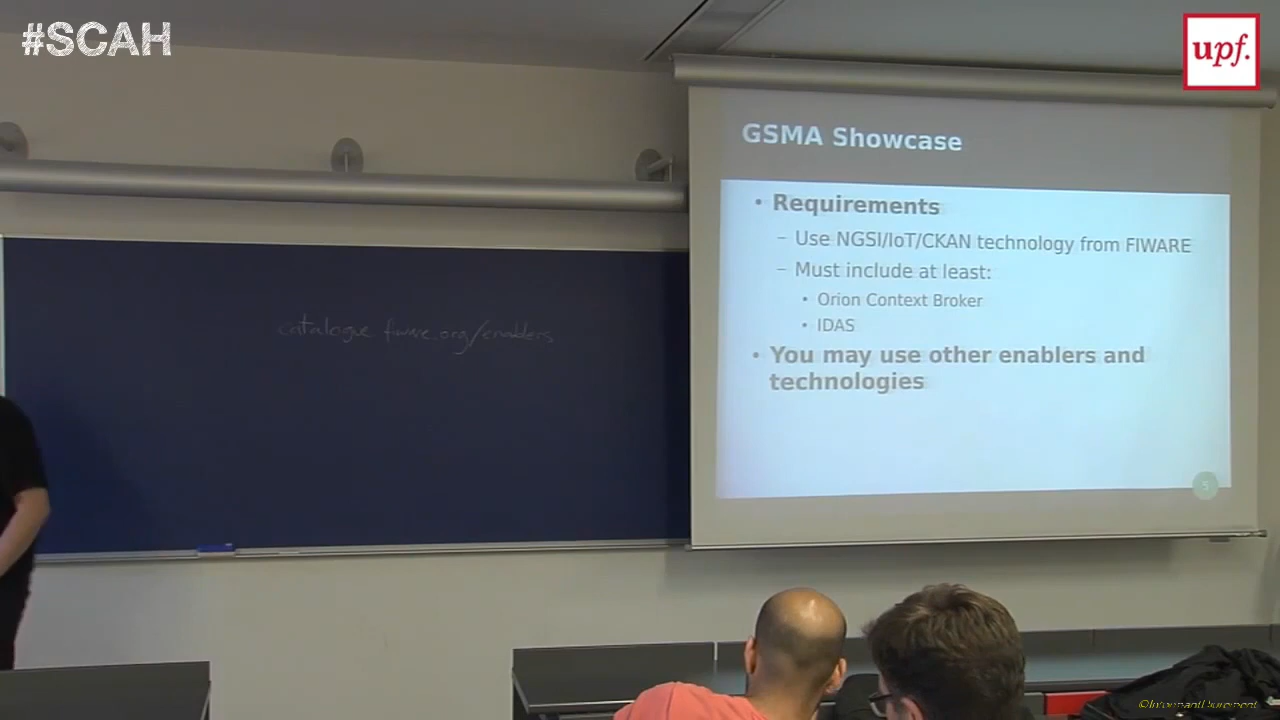 #SCAH
upf.
GSMA Showcase
• Requirements
– Use NGSI/IoT/CKAN technology from FIWARE
– Must include at least:
• Orion Context Broker
• IDAS
• You may use other enablers and
technologies
5
catalogue fiware.org/enablers